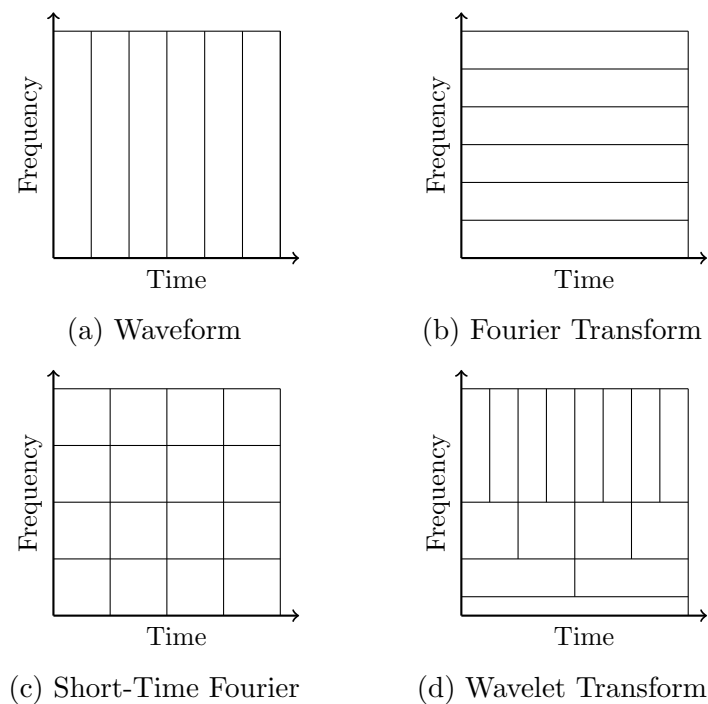 Frequency
Time
(a) Waveform
Frequency
Time
(b) Fourier Transform
Frequency
Time
(c) Short-Time Fourier
Frequency
Time
(d) Wavelet Transform